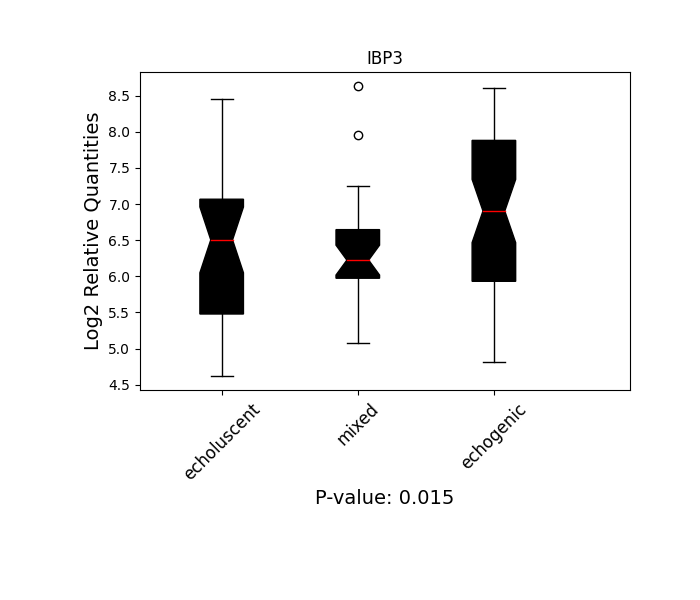 IBP3
Log2 Relative Quantities
8.5
8.0
7.5
7.0
6.5
6.0
5.5
5.0
4.5
echoluscent
mixed
echogenic
P-value: 0.015